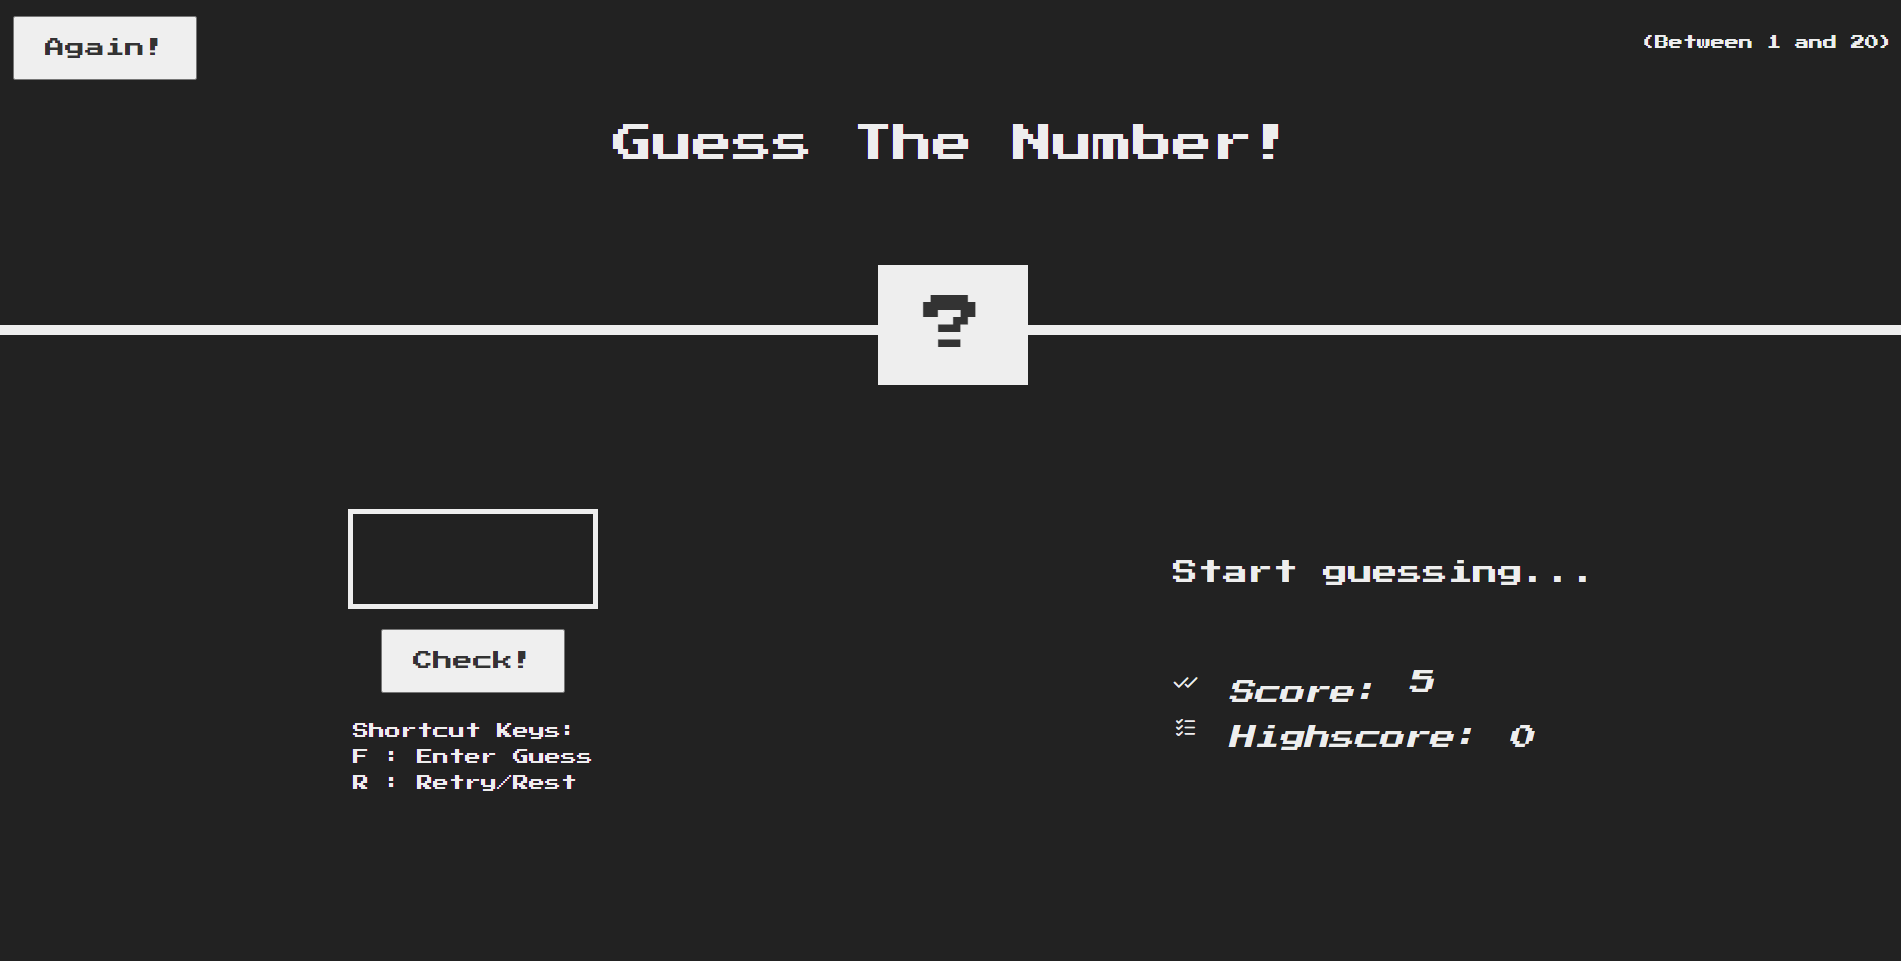 Again!
(Between 1 and 20)
Guess The Number!
?
Check!
Shortcut Keys:
F : Enter Guess
R : Retry/Rest
Start guessing...
Score: 5
Highscore: 0